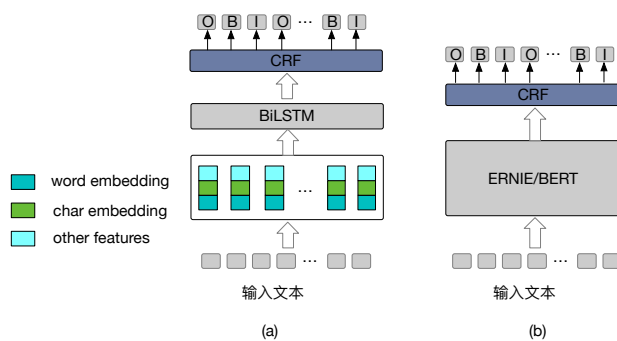 O B I O ... B I
CRF
BiLSTM
...
word embedding
char embedding
other features
...
输入文本
(a)
O B I O ... B I
CRF
ERNIE/BERT
...
输入文本
(b)